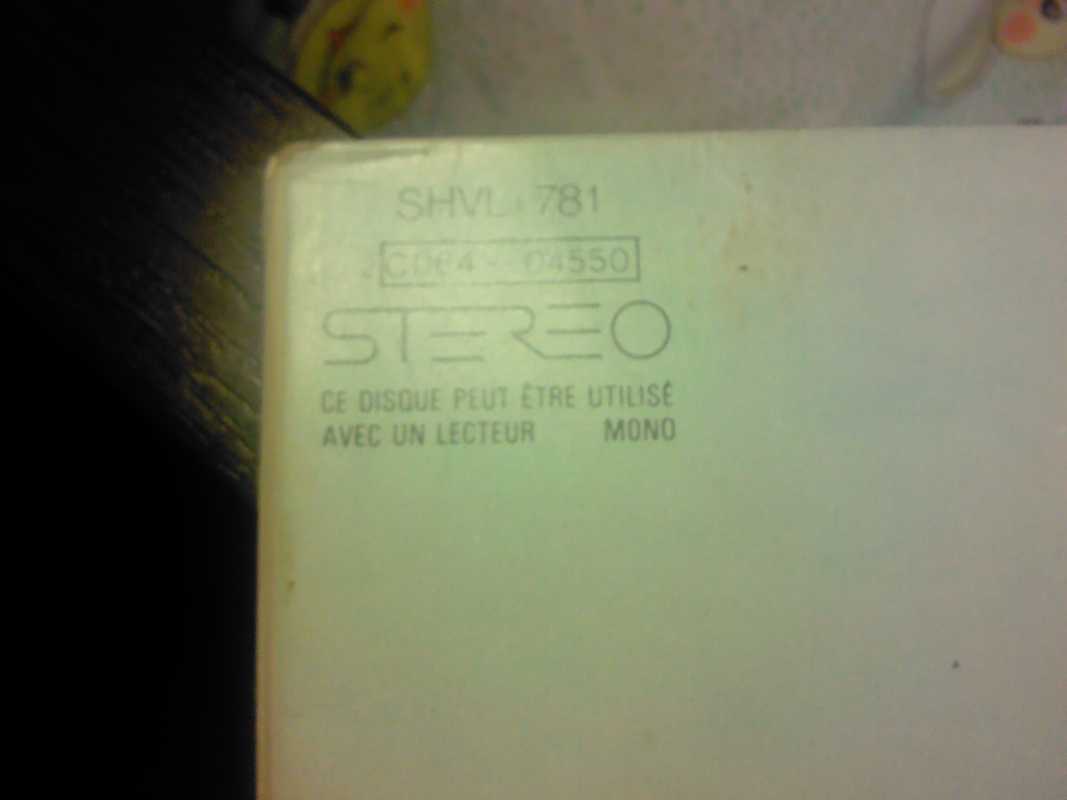 SHVL 781
C064 - 04550
STEREO
CE DISQUE PEUT ÊTRE UTILISÉ
AVEC UN LECTEUR MONO